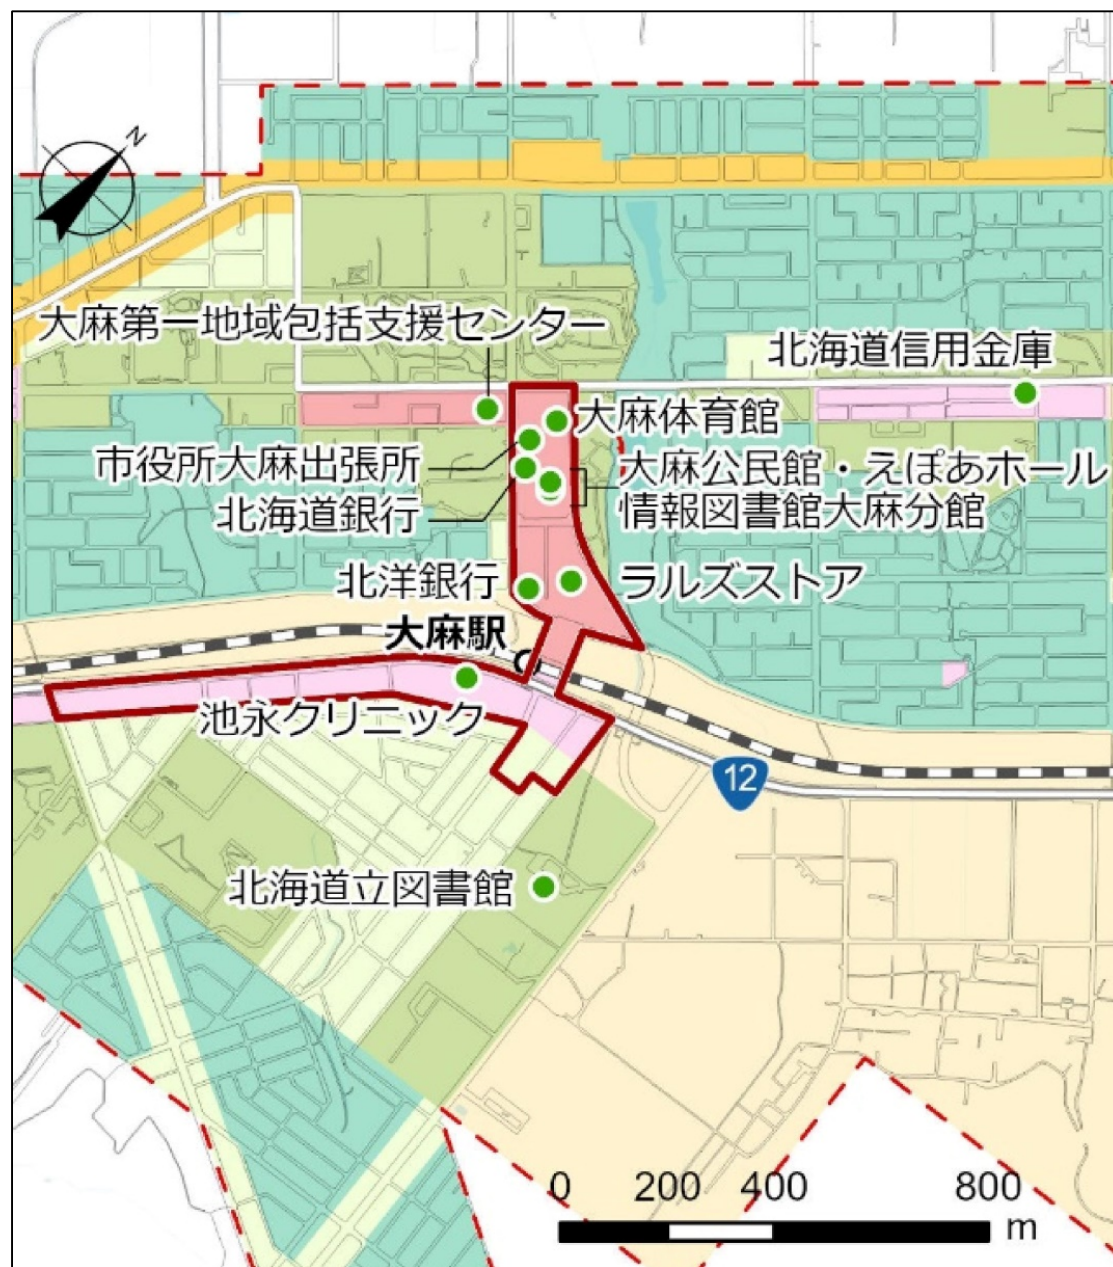 N
大麻第一地域包括支援センター
北海道信用金庫
大麻体育館
市役所大麻出張所
大麻公民館・えぽあホール
北海道銀行
情報図書館大麻分館
北洋銀行
ラルズストア
大麻駅
池永クリニック
12
北海道立図書館
0 200 400 800
m